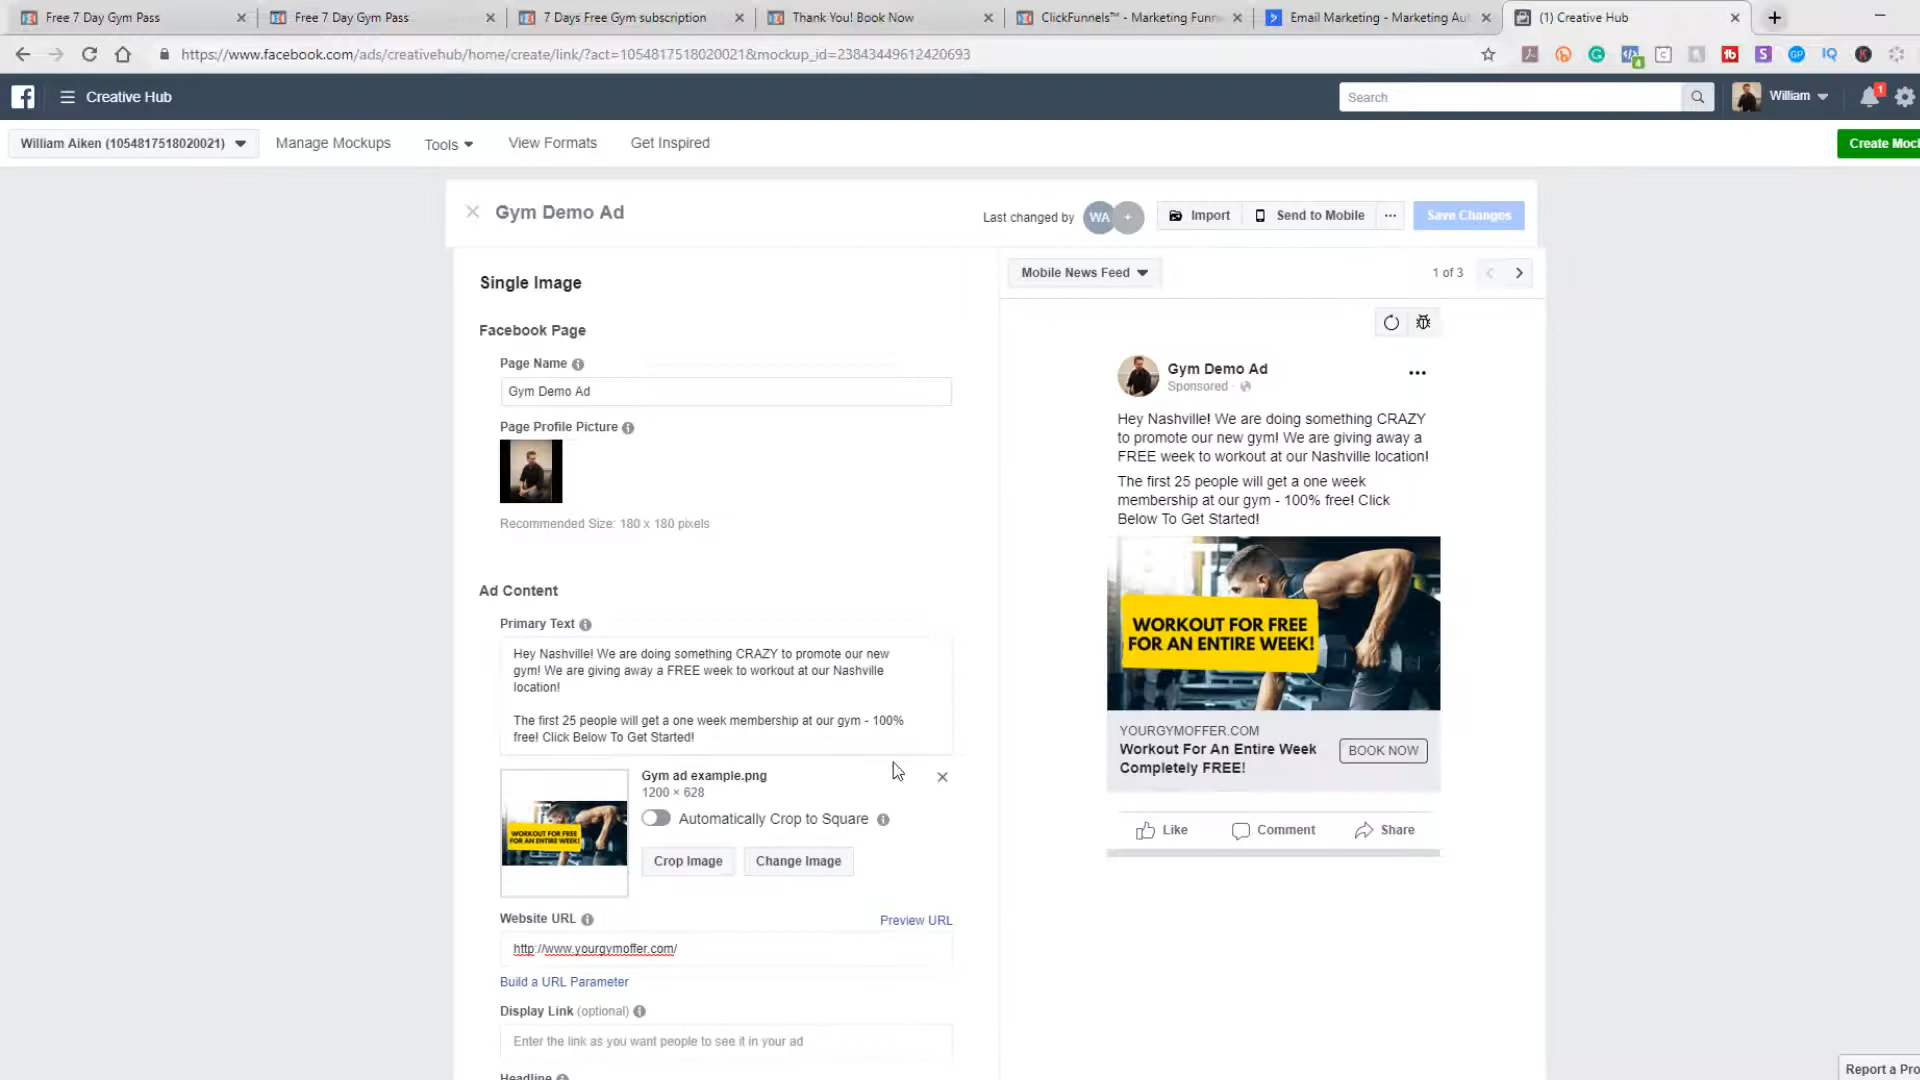 Free 7 Day Gym Pass
Free 7 Day Gym Pass
7 Days Free Gym subscription
Thank You! Book Now
ClickFunnels™ - Marketing Funn
Email Marketing - Marketing Au
(1) Creative Hub
https://www.facebook.com/ads/creativehub/home/create/link/?act=1054817518020021&mockup_id=23843449612420693
Creative Hub
Search
William
1
William Aiken (1054817518020021)
Manage Mockups
Tools
View Formats
Get Inspired
Create Moc
Gym Demo Ad
Last changed by
WA
+
Import
Send to Mobile
Save Changes
Single Image
Mobile News Feed
1 of 3
Facebook Page
Page Name
Gym Demo Ad
Page Profile Picture
Recommended Size: 180 x 180 pixels
Ad Content
Primary Text
Hey Nashville! We are doing something CRAZY to promote our new
gym! We are giving away a FREE week to workout at our Nashville
location!
The first 25 people will get a one week membership at our gym - 100%
free! Click Below To Get Started!
Gym ad example.png
1200 × 628
Automatically Crop to Square
WORKOUT FOR FREE
FOR AN ENTIRE WEEK!
Crop Image
Change Image
Website URL
Preview URL
http://www.yourgymoffer.com/
Build a URL Parameter
Display Link (optional)
Enter the link as you want people to see it in your ad
Headline
Gym Demo Ad
Sponsored
Hey Nashville! We are doing something CRAZY
to promote our new gym! We are giving away a
FREE week to workout at our Nashville location!
The first 25 people will get a one week
membership at our gym - 100% free! Click
Below To Get Started!
WORKOUT FOR FREE
FOR AN ENTIRE WEEK!
YOURGYMOFFER.COM
Workout For An Entire Week
Completely FREE!
BOOK NOW
Like
Comment
Share
Report a Pro